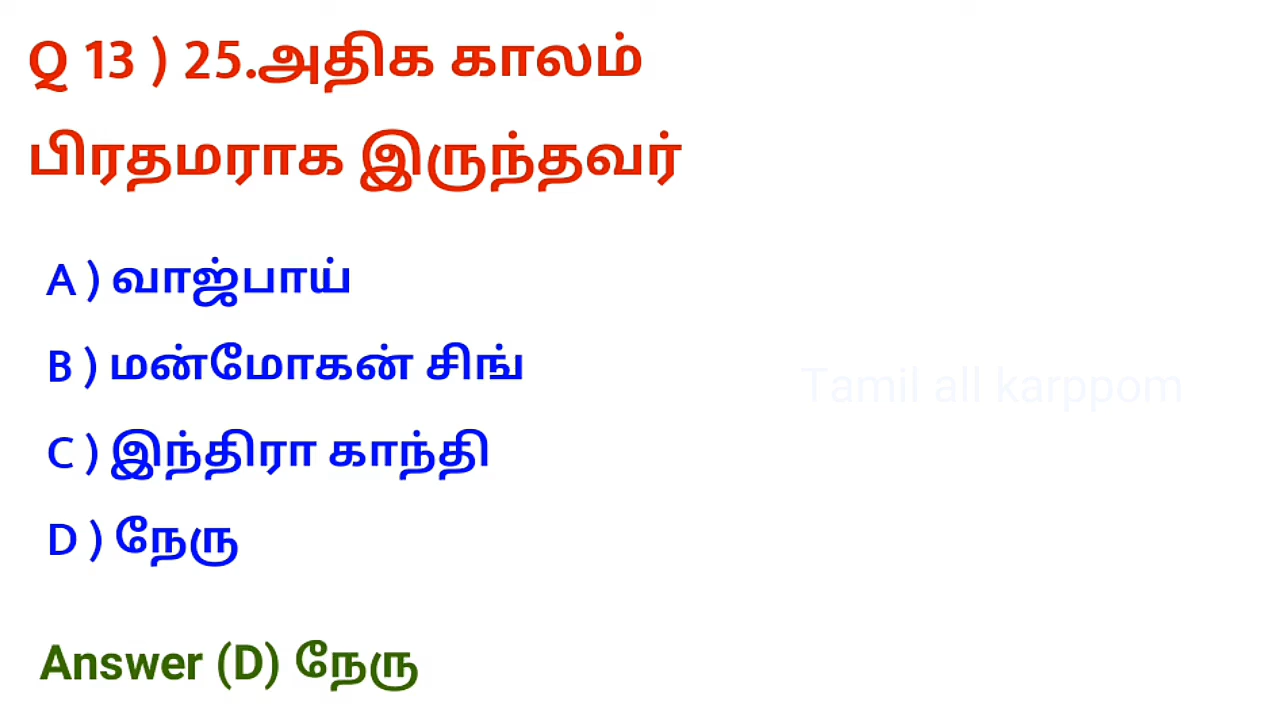 Q 13 ) 25.அதிக காலம்
பிரதமராக இருந்தவர்
A ) வாஜ்பாய்
B ) மன்மோகன் சிங்
Tamil all karppom
C ) இந்திரா காந்தி
D ) நேரு
Answer (D) நேரு